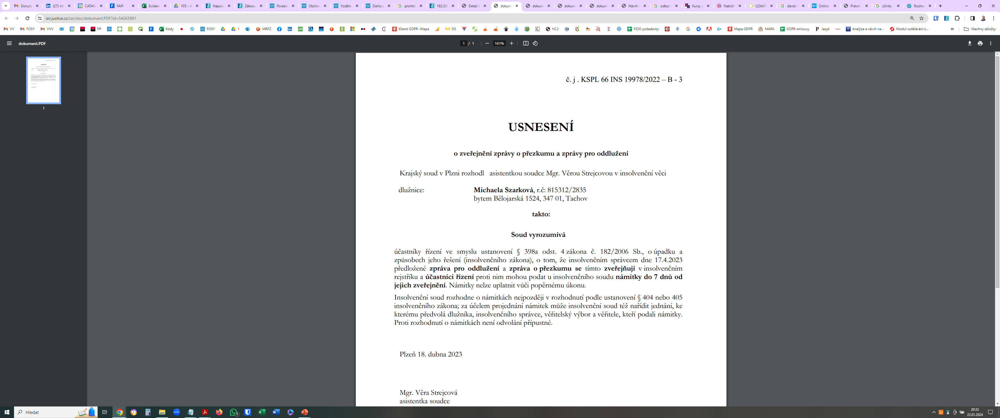 Doruče
(27) Inf
CATAN
FAPI
Evidenc
105 - A
Nápov
Zákony
Porade
Obcho
Vzdělá
Daňov
prohláš
182/20
Detail I
dokum
dokum
dokum
dokum
Návrh
odbor
Kurzy a
Nabídk
UZAVÍ
dávid r
Online
Právní
účinky
Rozhoc
isir.justice.cz/isir/doc/dokument.PDF?id=54263981
VV
FOSY
VVV
PP
Kódy
FOSY
1
MRFZ
Klienti GDPR -Mapa
DS
HC2
FIDO požadavky
Mapa GDPR
MAPA
GDPR smlouvy
Jazyk
Analýza a návrh na...
Modul vzdělávání z...
Všechny záložky
dokument.PDF
1 / 1
161%
1
č. j . KSPL 66 INS 19978/2022 – B - 3
USNESENÍ
o zveřejnění zprávy o přezkumu a zprávy pro oddlužení
Krajský soud v Plzni rozhodl asistentkou soudce Mgr. Věrou Strejcovou v insolvenční věci
dlužnice: Michaela Szarková, r.č: 815312/2835
bytem Bělojarská 1524, 347 01, Tachov
takto:
Soud vyrozumívá
účastníky řízení ve smyslu ustanovení § 398a odst. 4 zákona č. 182/2006 Sb., o úpadku a
způsobech jeho řešení (insolvenčního zákona), o tom, že insolvenčním správcem dne 17.4.2023
předložené zpráva pro oddlužení a zpráva o přezkumu se tímto zveřejňují v insolvenčním
rejstříku a účastníci řízení proti nim mohou podat u insolvenčního soudu námitky do 7 dnů od
jejich zveřejnění. Námitky nelze uplatnit vůči popěrnému úkonu.
Insolvenční soud rozhodne o námitkách nejpozději v rozhodnutí podle ustanovení § 404 nebo 405
insolvenčního zákona; za účelem projednání námitek může insolvenční soud též nařídit jednání, ke
kterému předvolá dlužníka, insolvenčního správce, věřitelský výbor a věřitele, kteří podali námitky.
Proti rozhodnutí o námitkách není odvolání přípustné.
Plzeň 18. dubna 2023
Mgr. Věra Strejcová
asistentka soudce
Hledat
20:33
22.01.2024